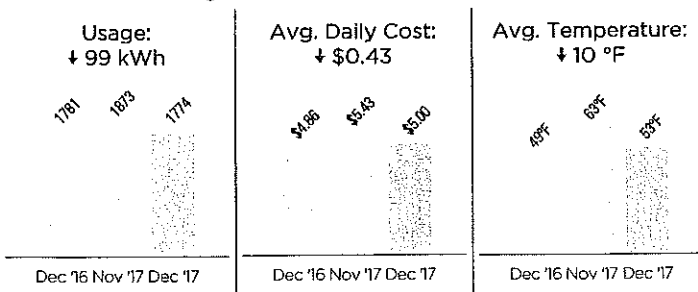 Usage:
↓ 99 kWh
1781 1873 1774
Dec '16 Nov '17 Dec '17
Avg. Daily Cost:
↓ $0.43
$4.86 $5.43 $5.00
Dec '16 Nov '17 Dec '17
Avg. Temperature:
↓ 10 °F
49°F 63°F 53°F
Dec '16 Nov '17 Dec '17